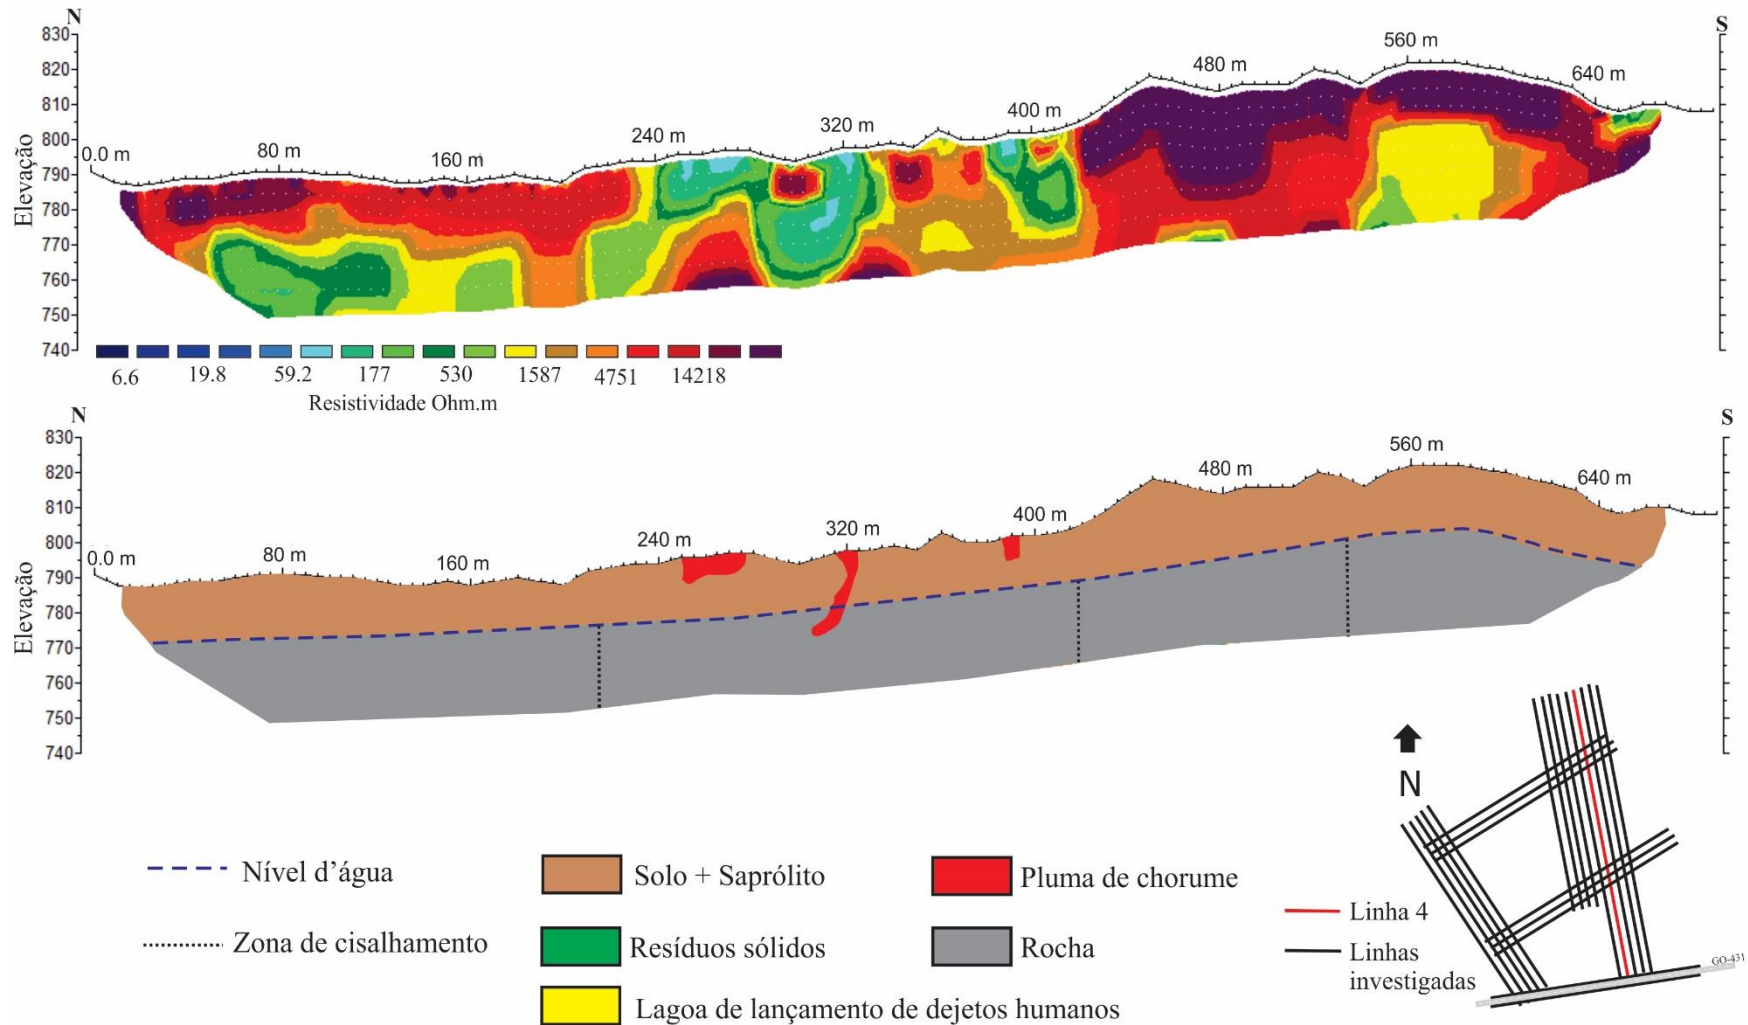 N
S
830
820
810
800
790
780
770
760
750
740
Elevação
0.0 m
80 m
160 m
240 m
320 m
400 m
480 m
560 m
640 m
6.6 19.8 59.2 177 530 1587 4751 14218
Resistividade Ohm.m
N
S
830
820
810
800
790
780
770
760
750
740
Elevação
0.0 m
80 m
160 m
240 m
320 m
400 m
480 m
560 m
640 m
Nível d'água
Zona de cisalhamento
Solo + Saprólito
Resíduos sólidos
Lagoa de lançamento de dejetos humanos
Pluma de chorume
Rocha
N
Linha 4
Linhas
investigadas
GO-431